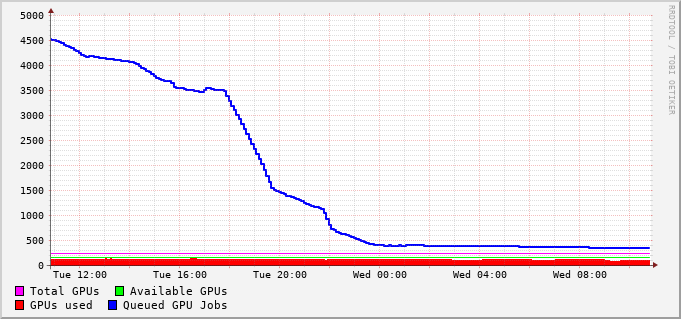 RRDTOOL / TOBI OETIKER
5000
4500
4000
3500
3000
2500
2000
1500
1000
500
0
Tue 12:00 Tue 16:00 Tue 20:00 Wed 00:00 Wed 04:00 Wed 08:00
Total GPUs Available GPUs
GPUs used Queued GPU Jobs